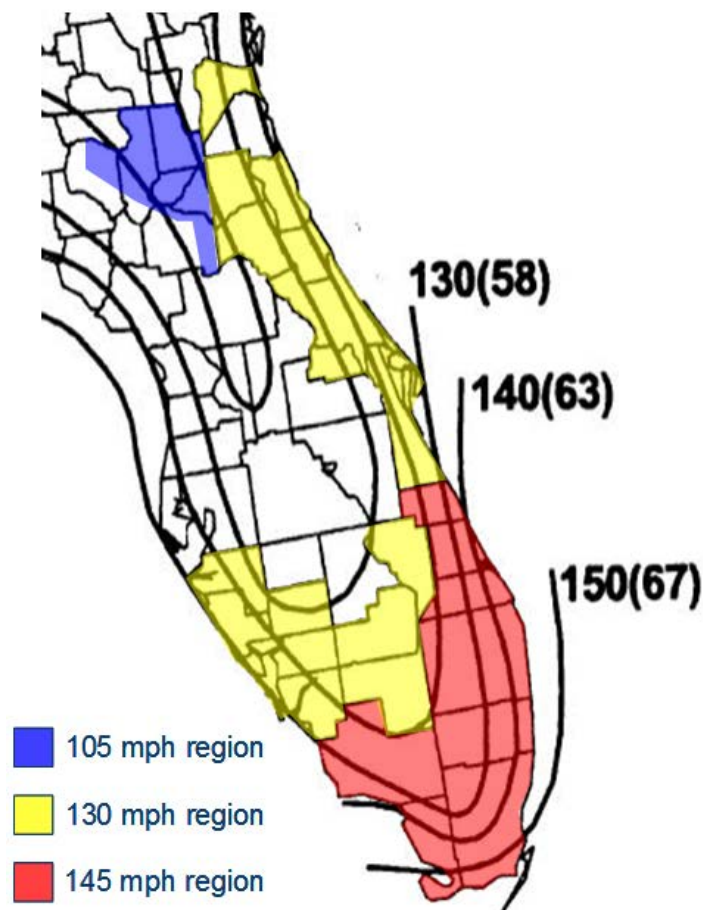 130(58)
140(63)
150(67)
105 mph region
130 mph region
145 mph region